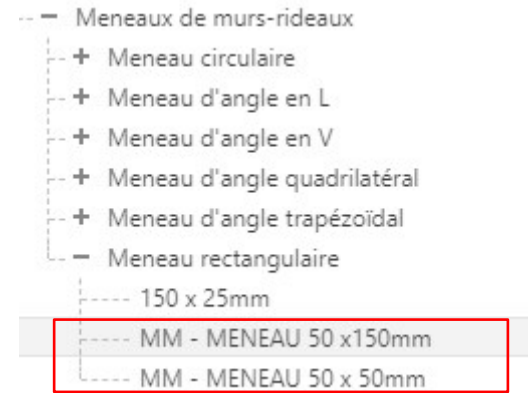 Meneaux de murs-rideaux
Meneau circulaire
Meneau d'angle en L
Meneau d'angle en V
Meneau d'angle quadrilatéral
Meneau d'angle trapézoïdal
Meneau rectangulaire
150 x 25mm
MM - MENEAU 50 x150mm
MM - MENEAU 50 x 50mm